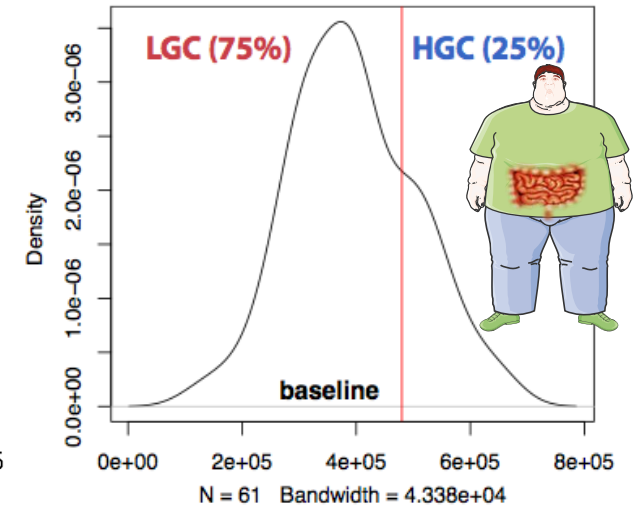 LGC (75%) HGC (25%)
Density
0.0e+00 1.0e-06 2.0e-06 3.0e-06
baseline
5
0e+00 2e+05 4e+05 6e+05 8e+05
N = 61 Bandwidth = 4.338e+04